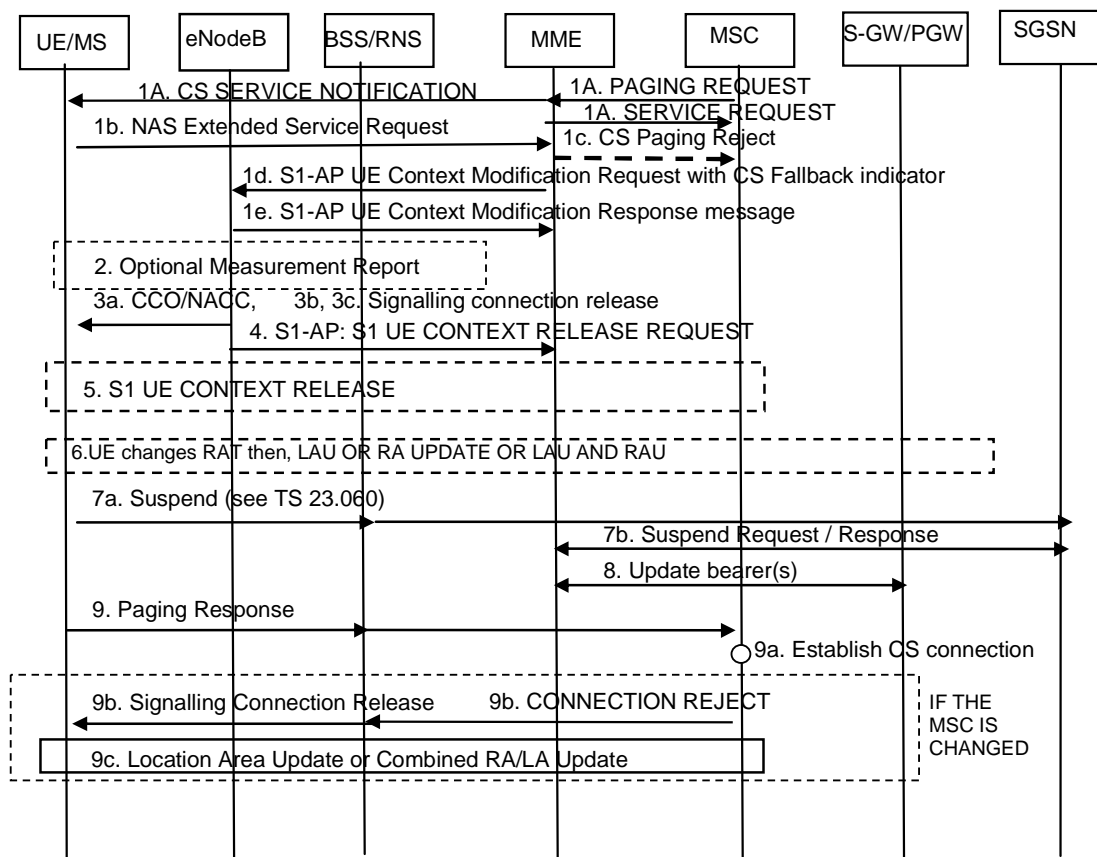 UE/MS
eNodeB
BSS/RNS
MME
MSC
S-GW/PGW
SGSN
1A. CS SERVICE NOTIFICATION
1A. PAGING REQUEST
1A. SERVICE REQUEST
1b. NAS Extended Service Request
1c. CS Paging Reject
1d. S1-AP UE Context Modification Request with CS Fallback indicator
1e. S1-AP UE Context Modification Response message
2. Optional Measurement Report
3a. CCO/NACC, 3b, 3c. Signalling connection release
4. S1-AP: S1 UE CONTEXT RELEASE REQUEST
5. S1 UE CONTEXT RELEASE
6.UE changes RAT then, LAU OR RA UPDATE OR LAU AND RAU
7a. Suspend (see TS 23.060)
7b. Suspend Request / Response
8. Update bearer(s)
9. Paging Response
9a. Establish CS connection
9b. Signalling Connection Release
9b. CONNECTION REJECT
IF THE
MSC IS
CHANGED
9c. Location Area Update or Combined RA/LA Update